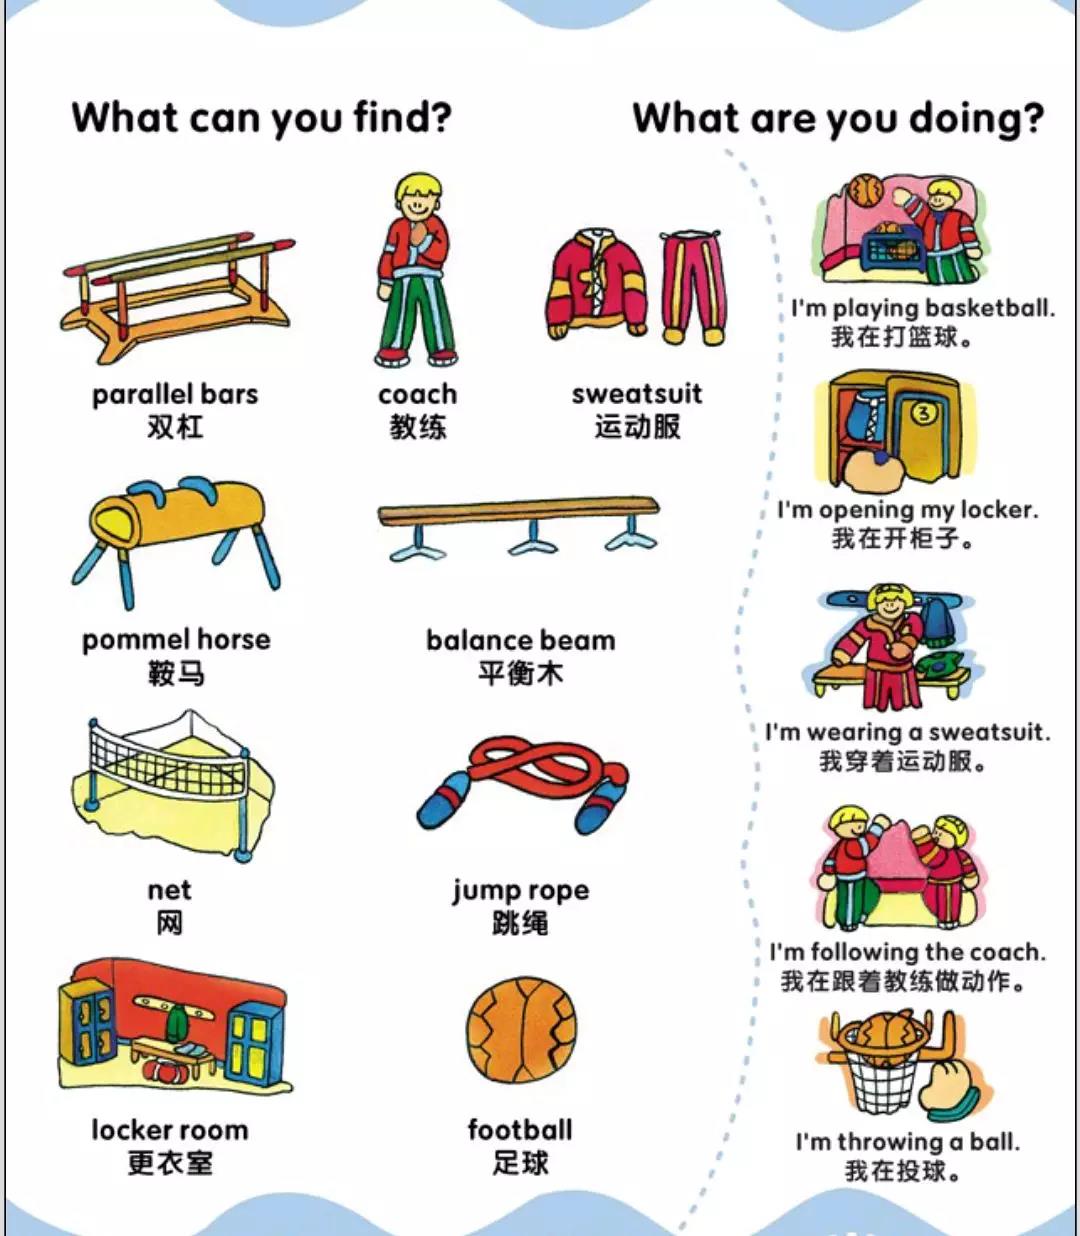 What can you find?
What are you doing?
parallel bars
双杠
coach
教练
sweatsuit
运动服
pommel horse
鞍马
balance beam
平衡木
net
网
jump rope
跳绳
locker room
更衣室
football
足球
I'm playing basketball.
我在打篮球。
3
I'm opening my locker.
我在开柜子。
I'm wearing a sweatsuit.
我穿着运动服。
I'm following the coach.
我在跟着教练做动作。
I'm throwing a ball.
我在投球。